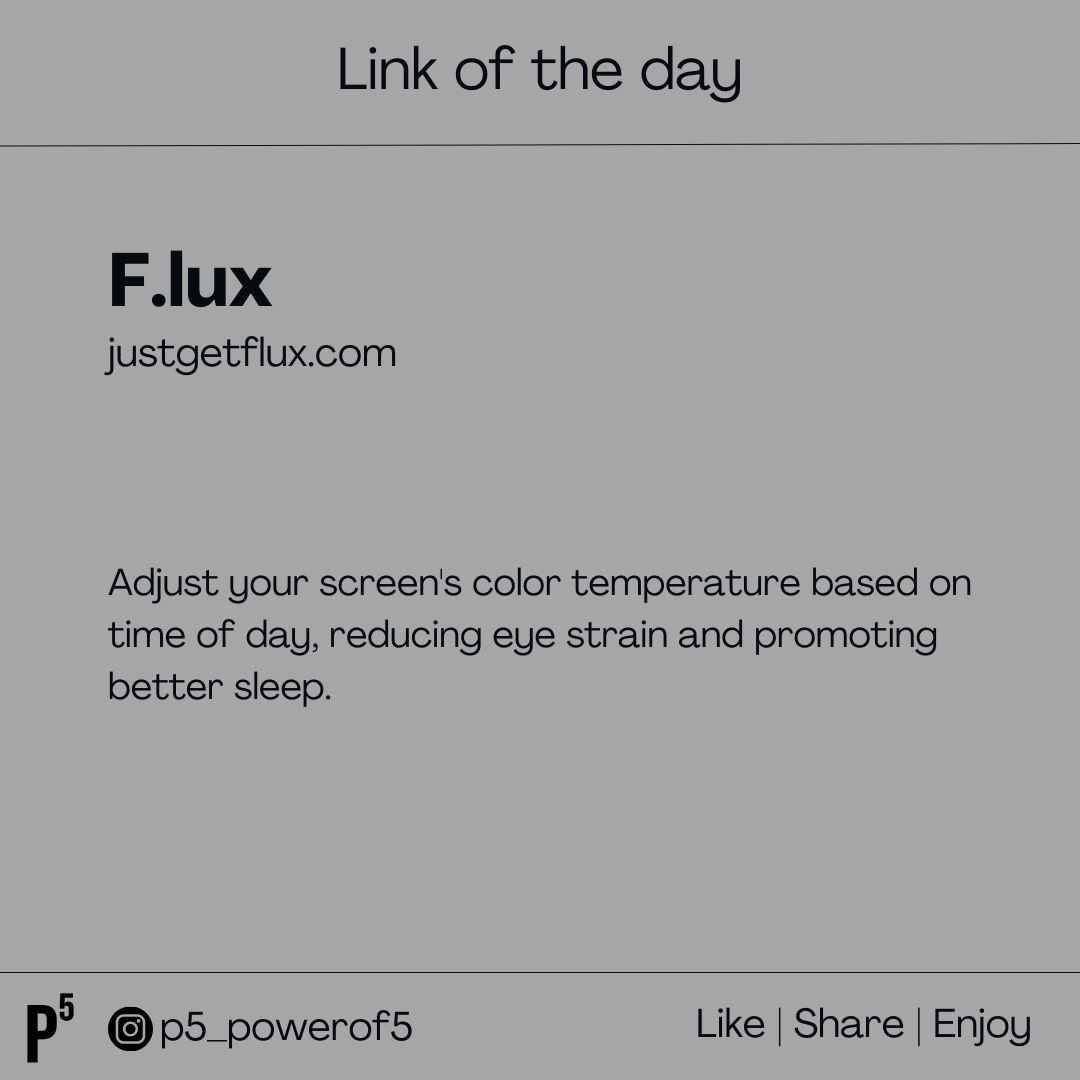 Link of the day
F.lux
justgetflux.com
Adjust your screen's color temperature based on
time of day, reducing eye strain and promoting
better sleep.
P5 p5_powerof5 Like | Share | Enjoy